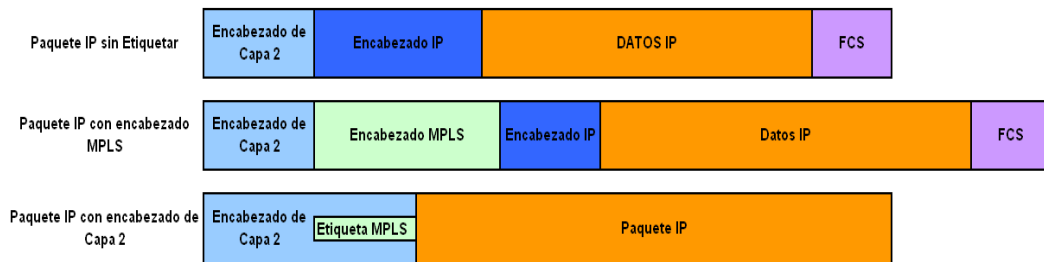 Paquete IP sin Etiquetar
Encabezado de
Capa 2
Encabezado IP
DATOS IP
FCS
Paquete IP con encabezado
MPLS
Encabezado de
Capa 2
Encabezado MPLS
Encabezado IP
Datos IP
FCS
Paquete IP con encabezado de
Capa 2
Encabezado de
Capa 2
Etiqueta MPLS
Paquete IP